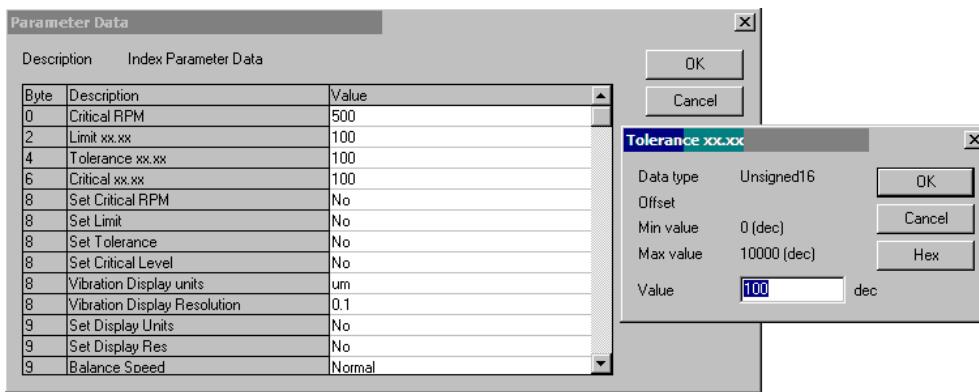 Parameter Data
Description Index Parameter Data
OK
Cancel
Byte Description Value
0 Critical RPM 500
2 Limit xx.xx 100
4 Tolerance xx.xx 100
6 Critical xx.xx 100
8 Set Critical RPM No
8 Set Limit No
8 Set Tolerance No
8 Set Critical Level No
8 Vibration Display units um
8 Vibration Display Resolution 0.1
9 Set Display Units No
9 Set Display Res No
9 Balance Speed Normal
Tolerance xx.xx
Data type Unsigned16
Offset
Min value 0 (dec)
Max value 10000 (dec)
Value 100 dec
OK
Cancel
Hex